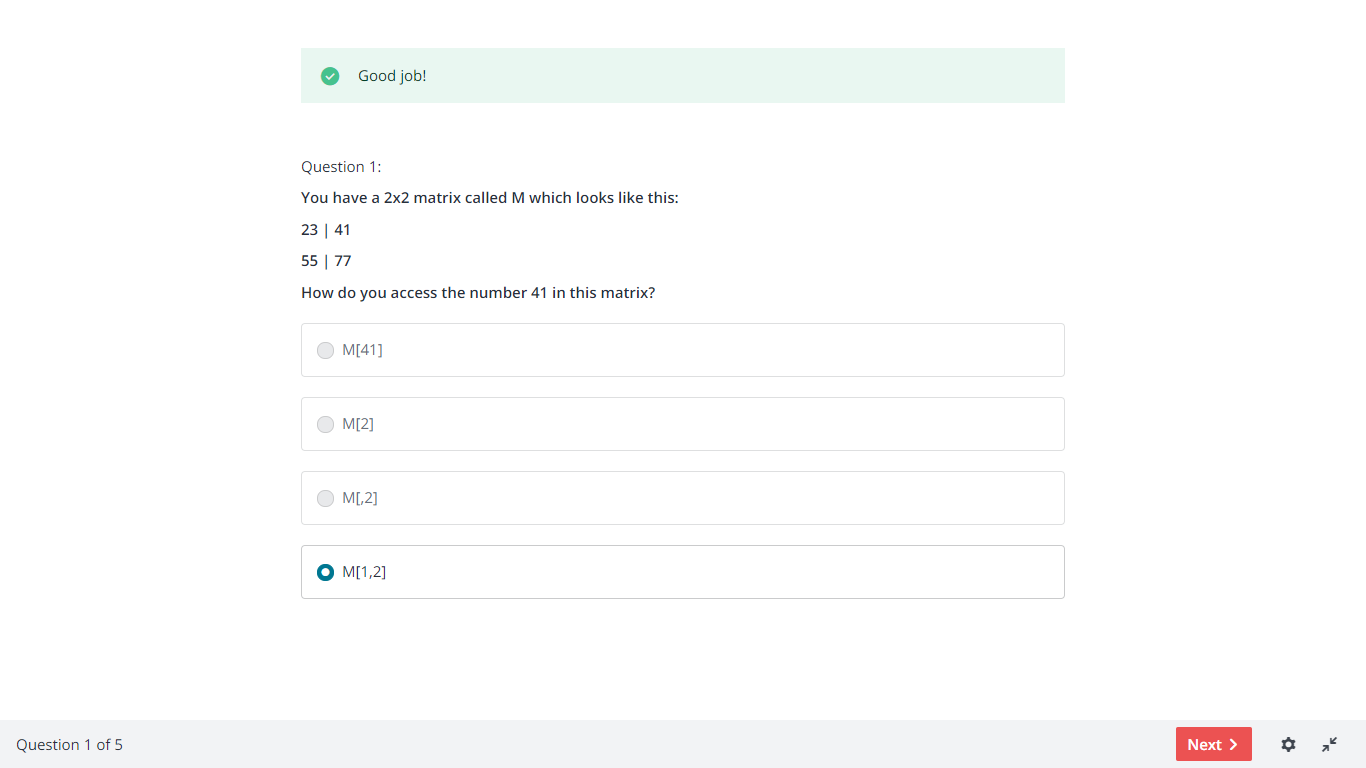 Good job!
Question 1:
You have a 2x2 matrix called M which looks like this:
23 | 41
55 | 77
How do you access the number 41 in this matrix?
M[41]
M[2]
M[,2]
M[1,2]
Question 1 of 5
Next